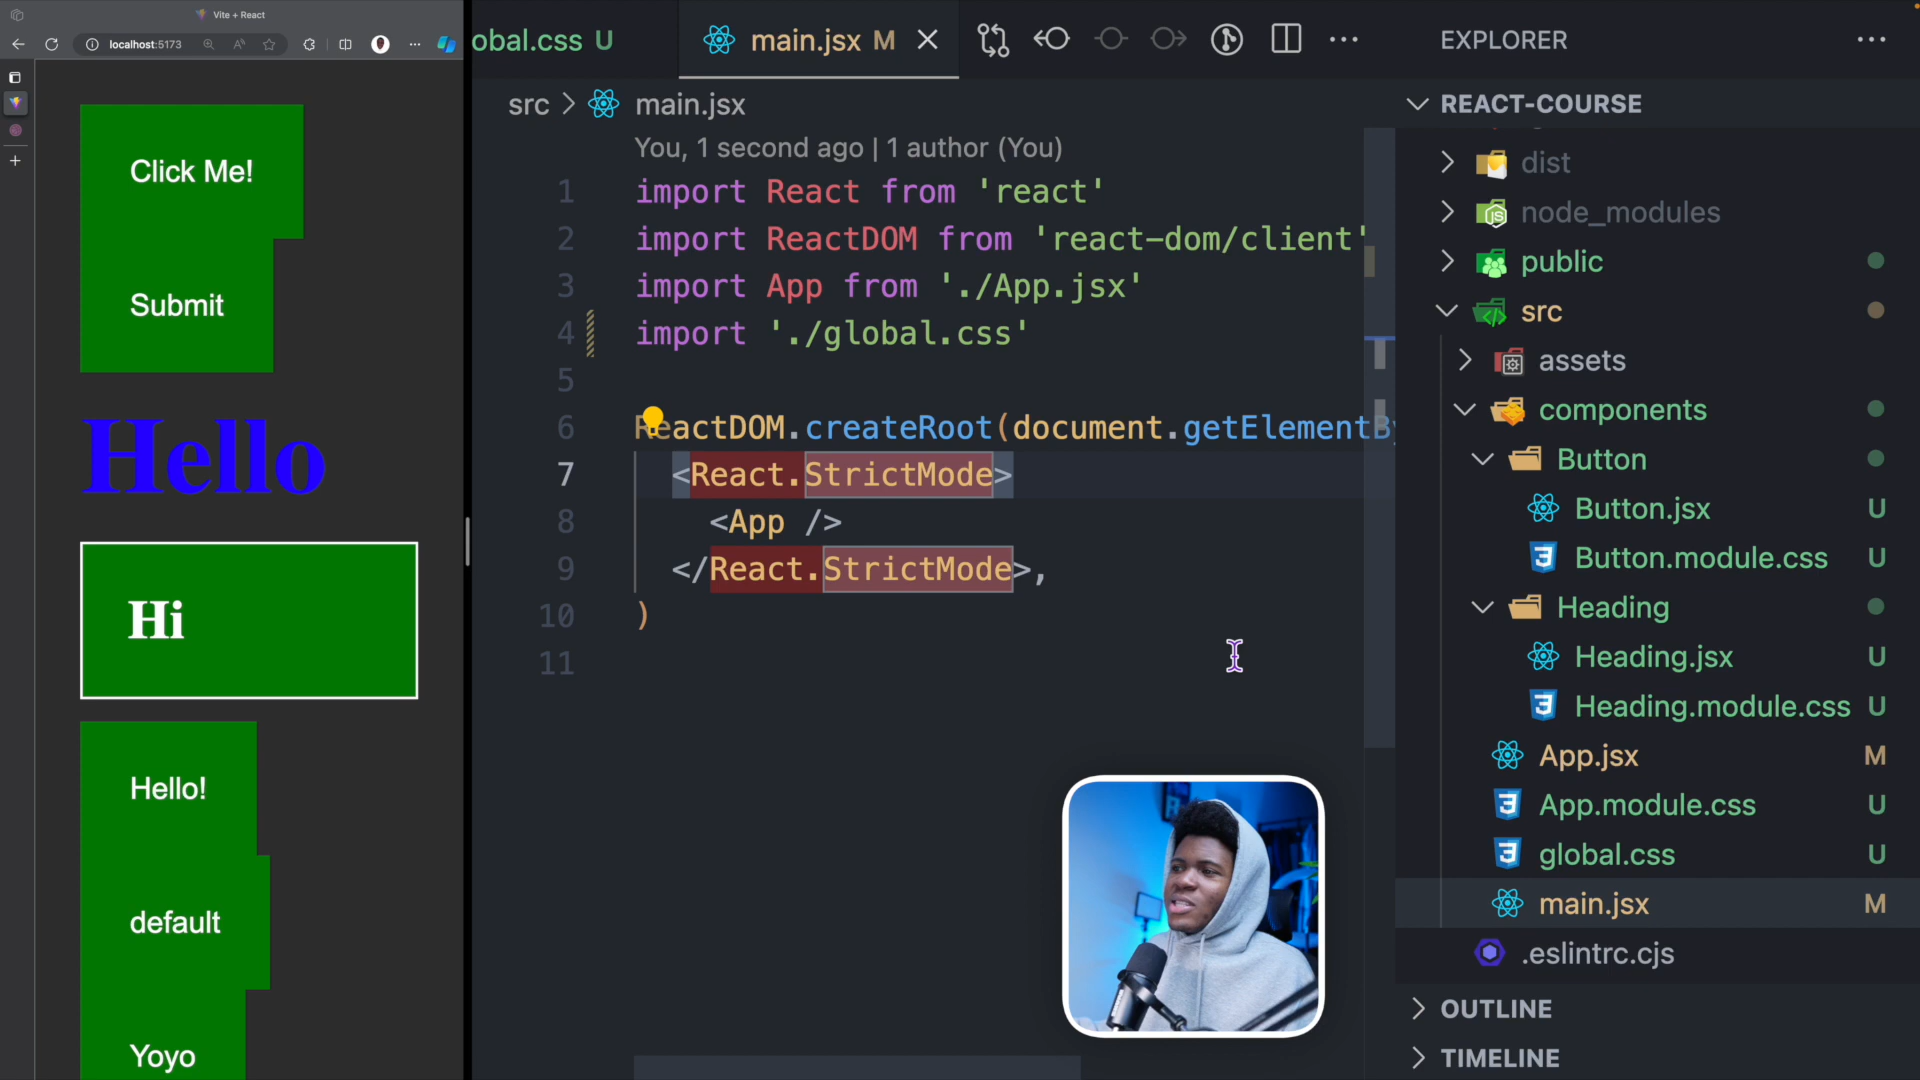 Vite + React
localhost:5173
Click Me!
Submit
Hello
Hi
Hello!
default
Yoyo
obal.css U
main.jsx M
src > main.jsx
You, 1 second ago | 1 author (You)
1 import React from 'react'
2 import ReactDOM from 'react-dom/client'
3 import App from './App.jsx'
4 import './global.css'
5
6 ReactDOM.createRoot(document.getElementBy
7 <React.StrictMode>
8 <App />
9 </React.StrictMode>,
10 )
11
EXPLORER
REACT-COURSE
dist
node_modules
public
src
assets
components
Button
Button.jsx U
Button.module.css U
Heading
Heading.jsx U
Heading.module.css U
App.jsx M
App.module.css U
global.css U
main.jsx M
.eslintrc.cjs
OUTLINE
TIMELINE